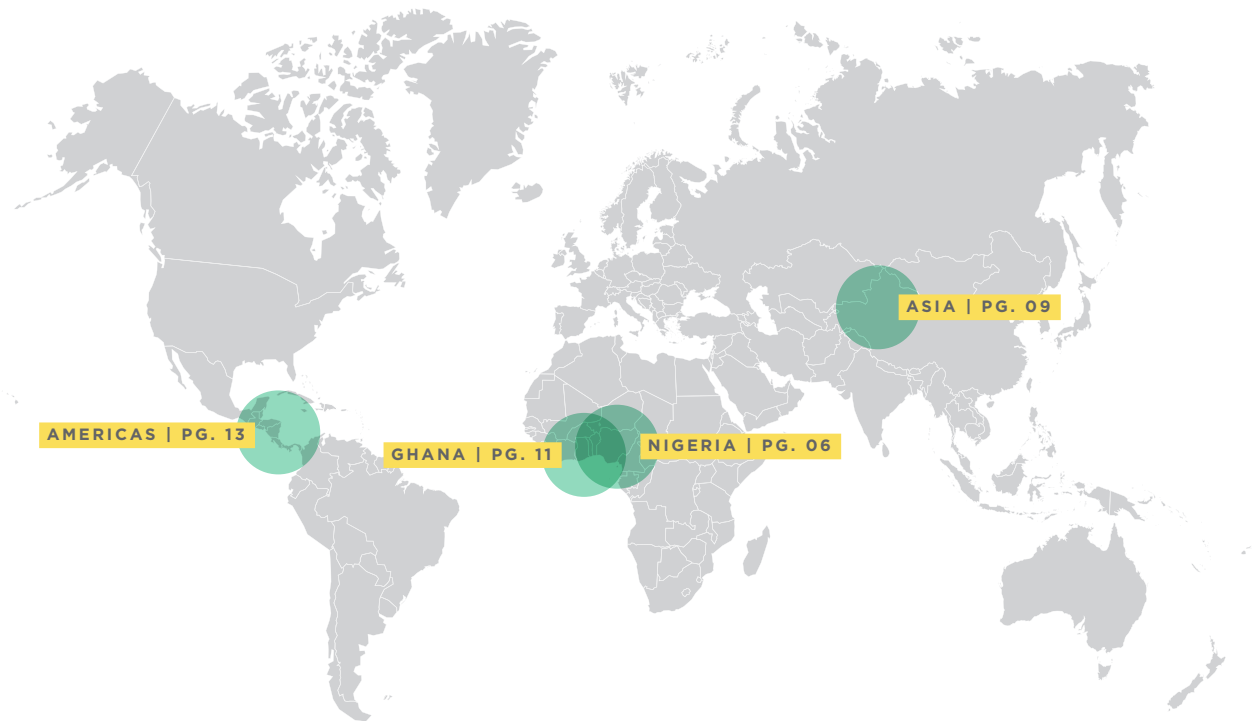 ASIA | PG. 09
AMERICAS | PG. 13
GHANA | PG. 11
NIGERIA | PG. 06